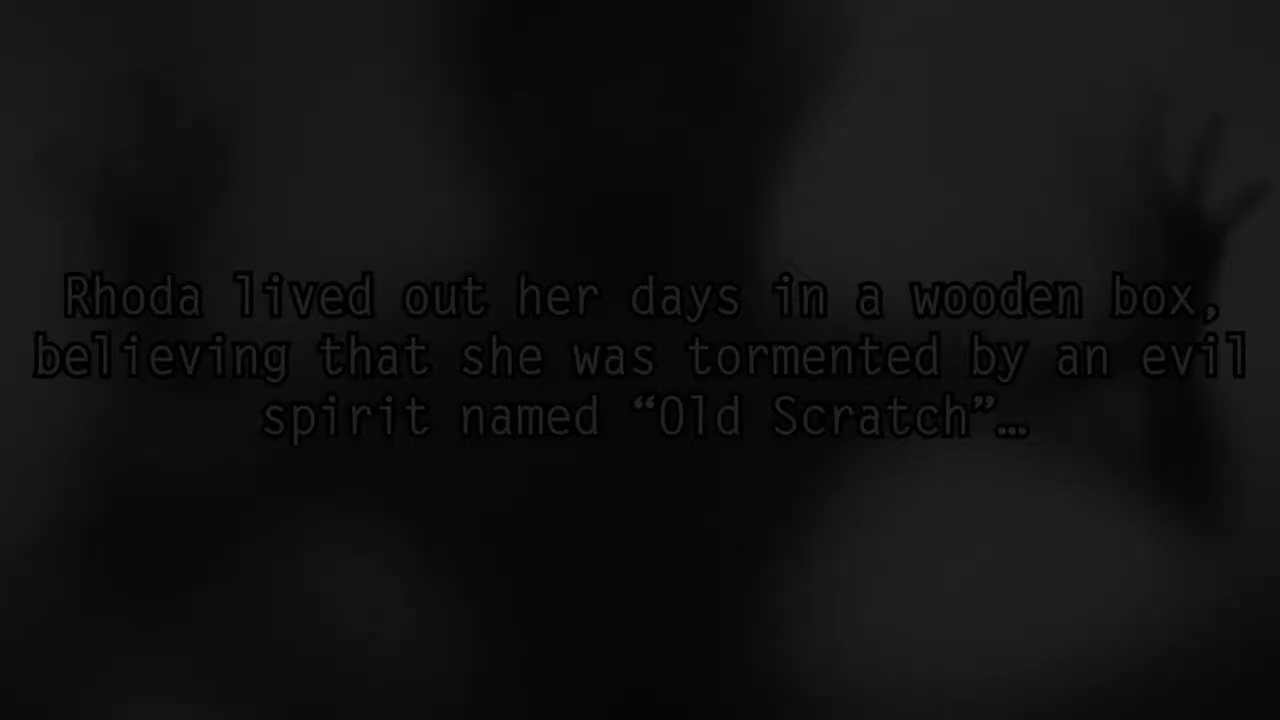 Rhoda lived out her days in a wooden box,
believing that she was tormented by an evil
spirit named “Old Scratch”…